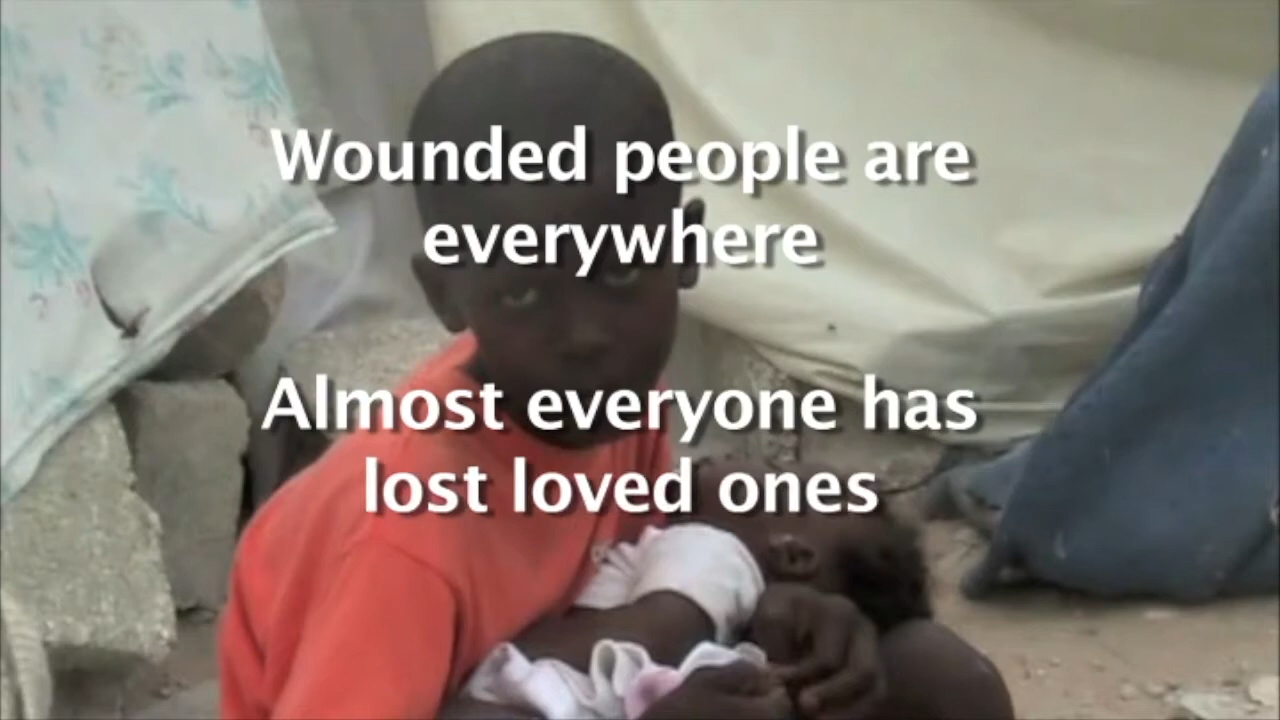 Wounded people are
everywhere
Almost everyone has
lost loved ones